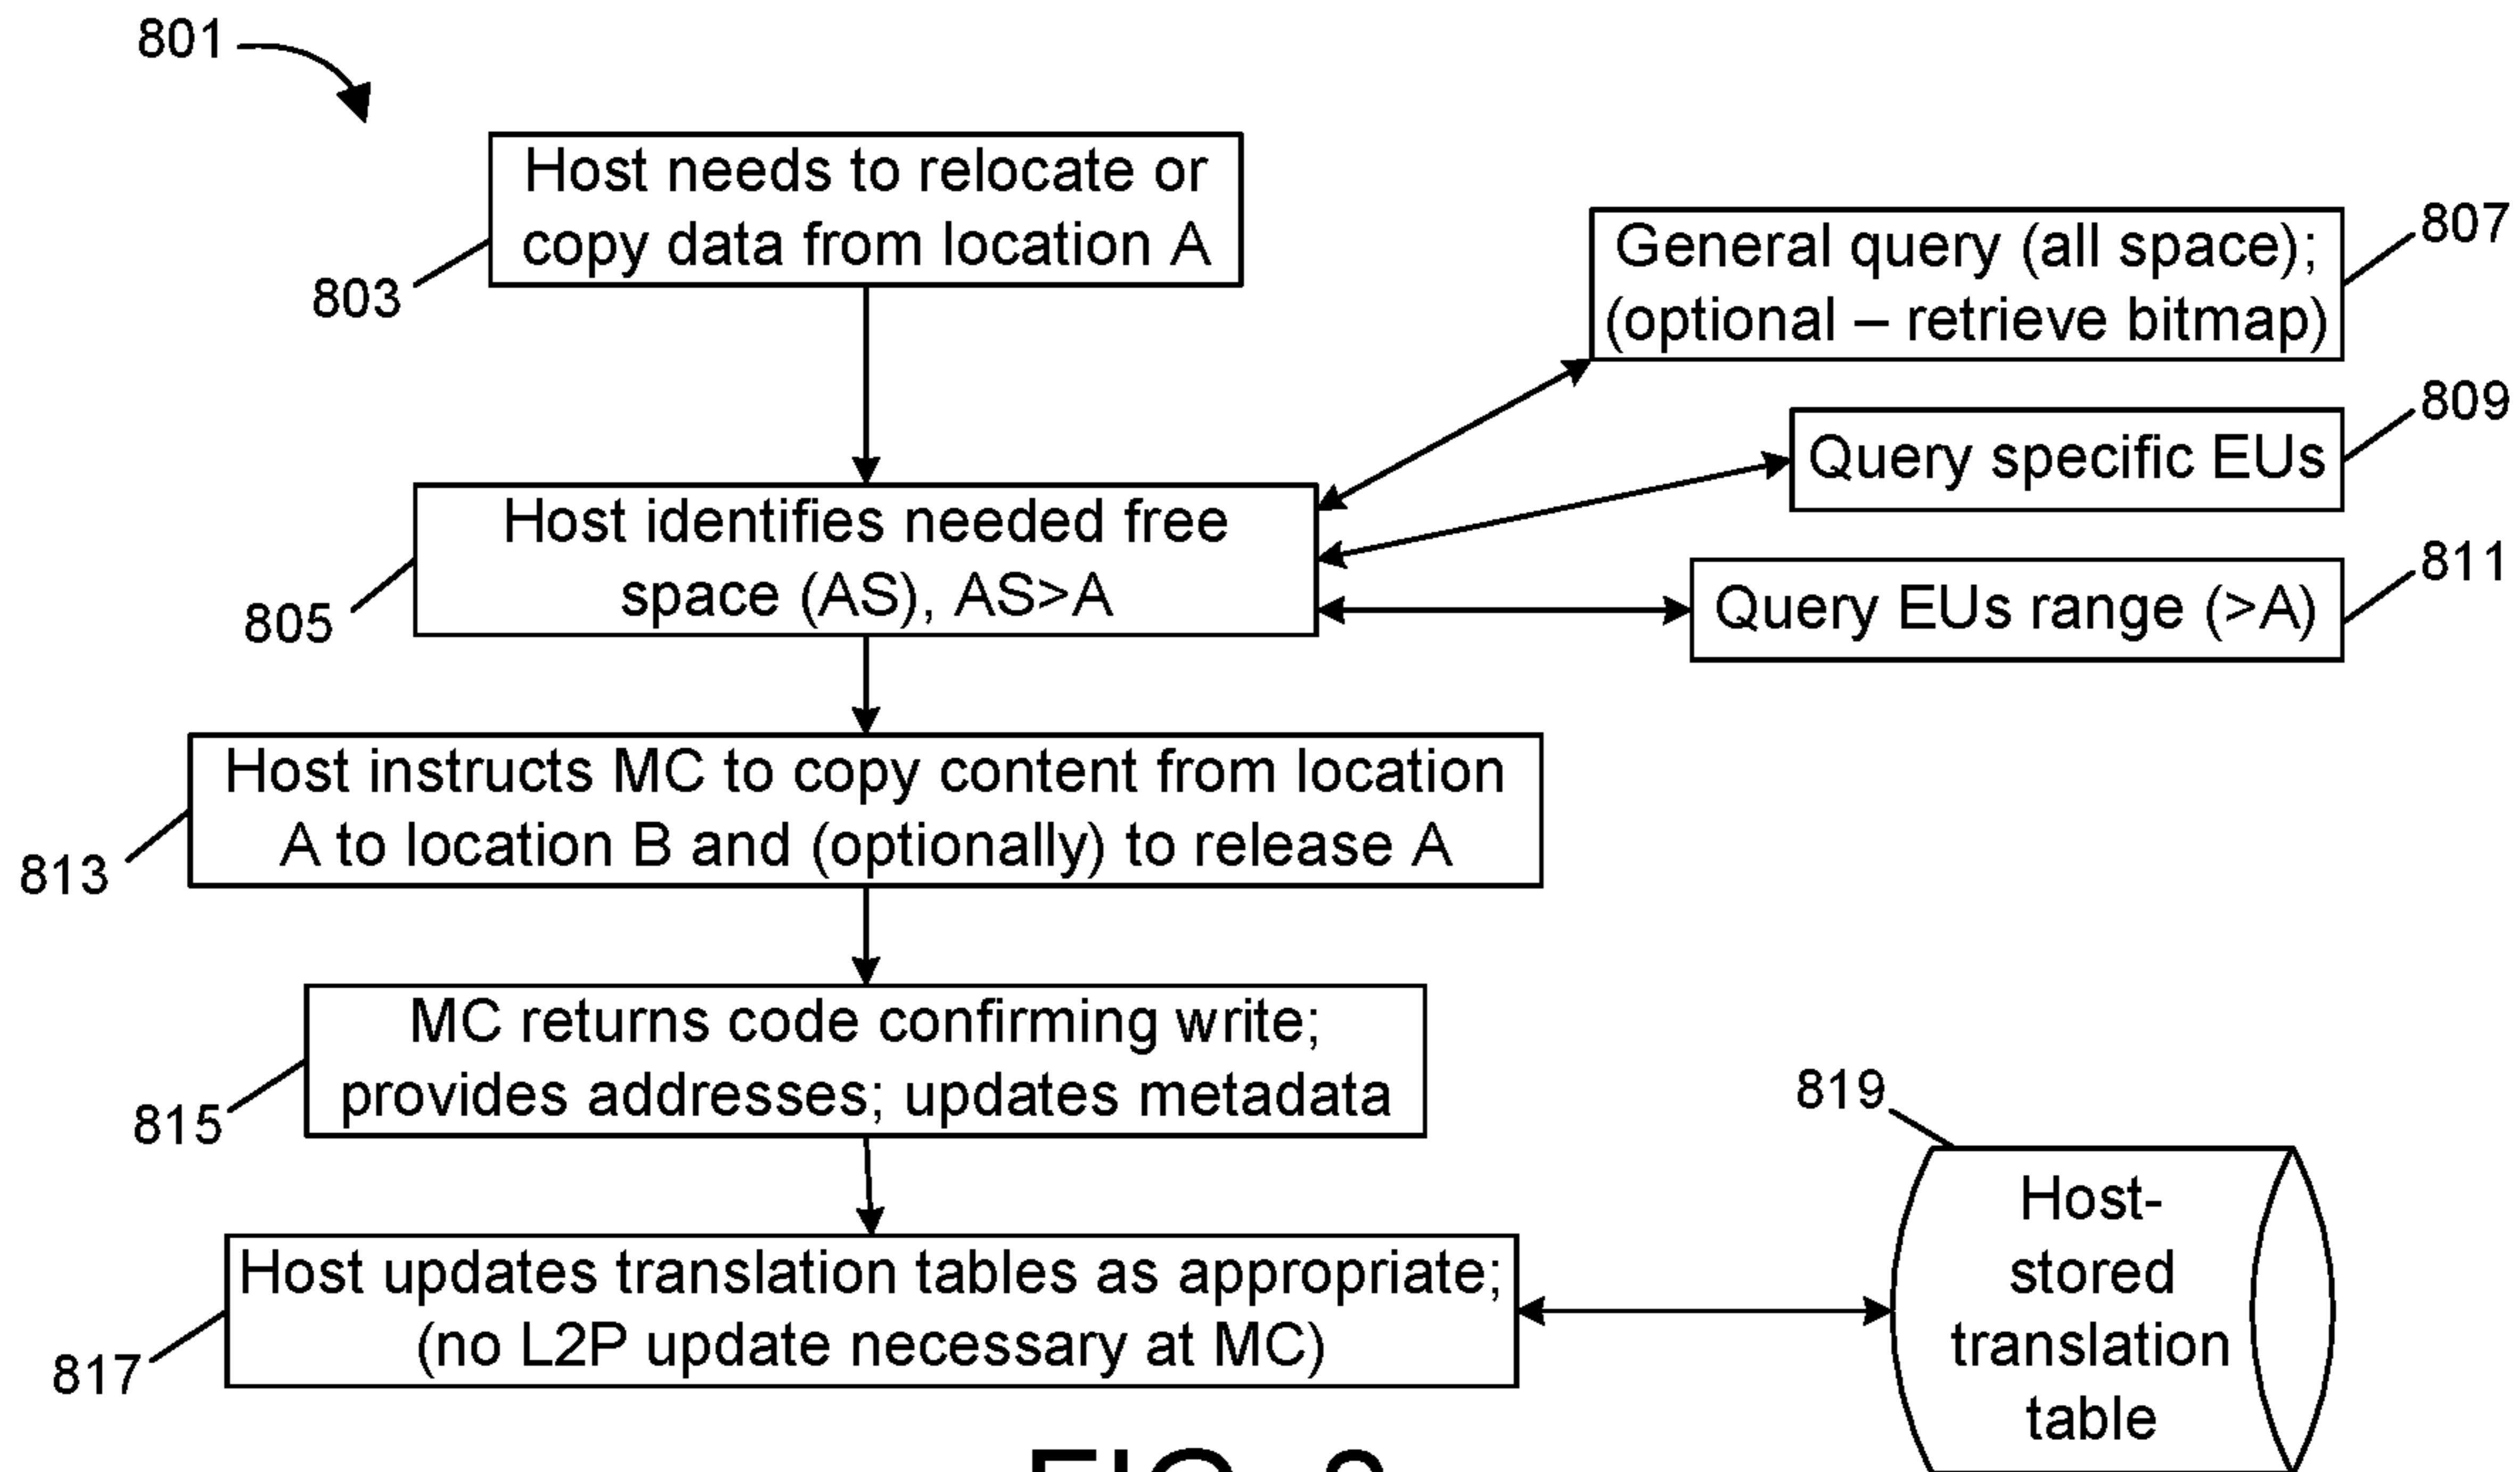 801
Host needs to relocate or
copy data from location A
803
General query (all space);
(optional – retrieve bitmap)
807
Query specific EUs
809
Host identifies needed free
space (AS), AS>A
805
Query EUs range (>A)
811
Host instructs MC to copy content from location
A to location B and (optionally) to release A
813
MC returns code confirming write;
provides addresses; updates metadata
815
819
Host updates translation tables as appropriate;
(no L2P update necessary at MC)
817
Host-
stored
translation
table
FIG.